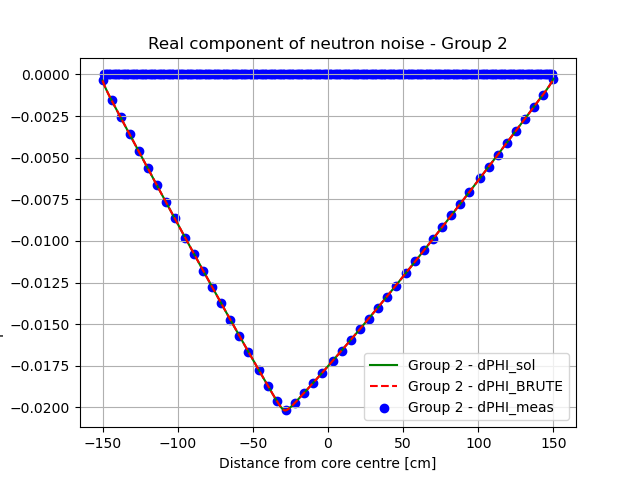 Real component of neutron noise - Group 2
0.0000
−0.0025
−0.0050
−0.0075
−0.0100
−0.0125
−0.0150
−0.0175
−0.0200
Group 2 - dPHI_sol
Group 2 - dPHI_BRUTE
Group 2 - dPHI_meas
−150 −100 −50 0 50 100 150
Distance from core centre [cm]